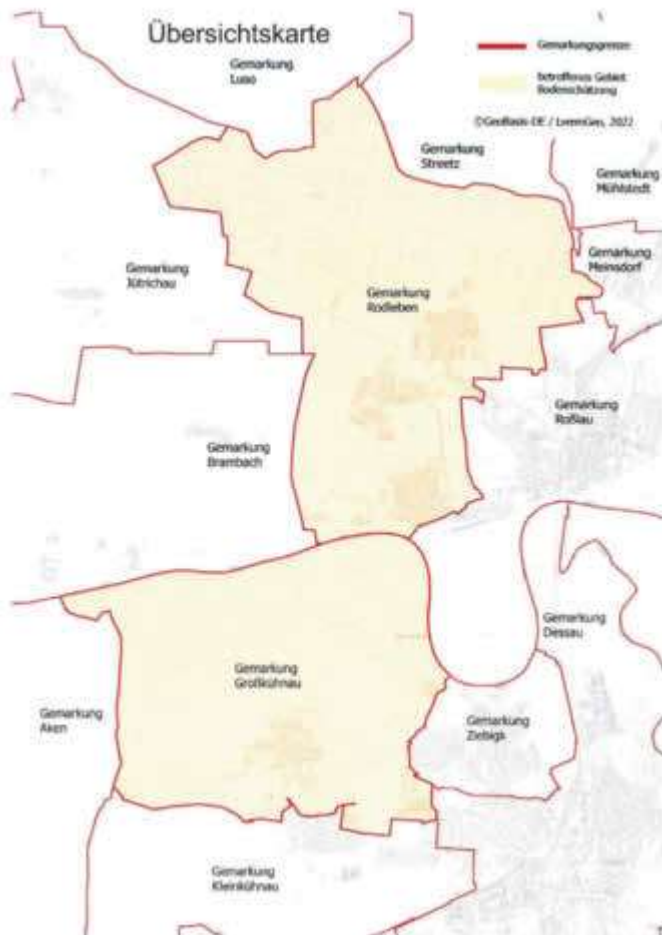 Übersichtskarte
Gemarkung
Luso
Gemarkungsgrenze
betroffenes Gebiet
Bodenschätzung
©GeoBasis-DE / LvermGeo, 2022
Gemarkung
Streetz
Gemarkung
Mühlstedt
Gemarkung
Meinsdorf
Gemarkung
Jütrichau
Gemarkung
Rodleben
Gemarkung
Roßlau
Gemarkung
Brambach
Gemarkung
Dessau
Gemarkung
Großkühnau
Gemarkung
Aken
Gemarkung
Ziebigk
Gemarkung
Kleinkühnau